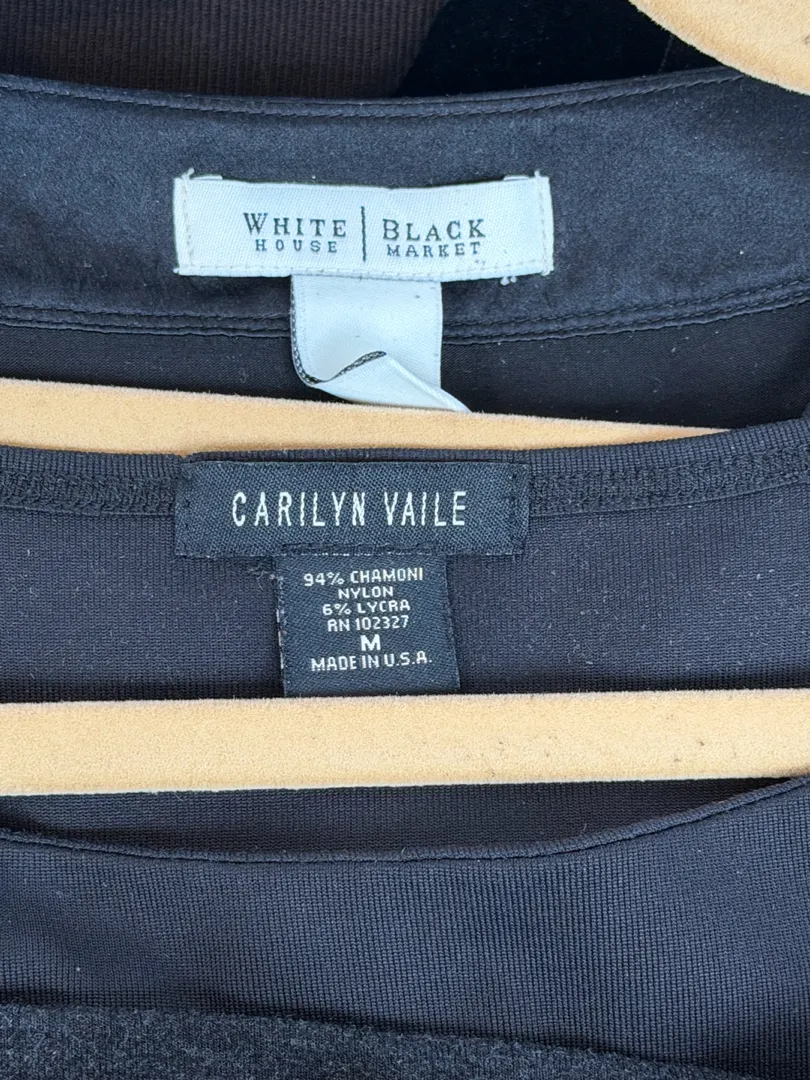 WHITE | BLACK
HOUSE | MARKET
CARILYN VAILE
94% CHAMONI
NYLON
6% LYCRA
RN 102327
M
MADE IN U.S.A.